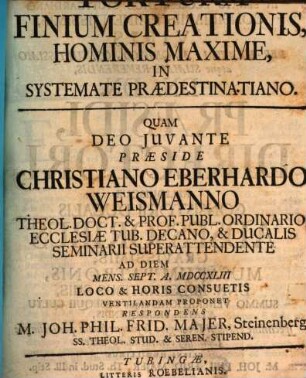 TORTURA
FINIUM CREATIONIS,
HOMINIS MAXIME,
IN
SYSTEMATE PRÆDESTINATIANO.
QUAM
DEO JUVANTE
PRÆSIDE
CHRISTIANO EBERHARDO
WEISMANNO
THEOL. DOCT. & PROF. PUBL. ORDINARIO
ECCLESIÆ TUB. DECANO, & DUCALIS
SEMINARII SUPERATTENDENTE
AD DIEM
MENS. SEPT. A. MDCCXLIII
LOCO & HORIS CONSUETIS
VENTILANDAM PROPONET
RESPONDENS
M. JOH. PHIL. FRID. MAJER, Steinenberg
SS. THEOL. STUD. & SEREN. STIPEND.
TUBINGÆ,
LITTERIS ROEBELIANIS.